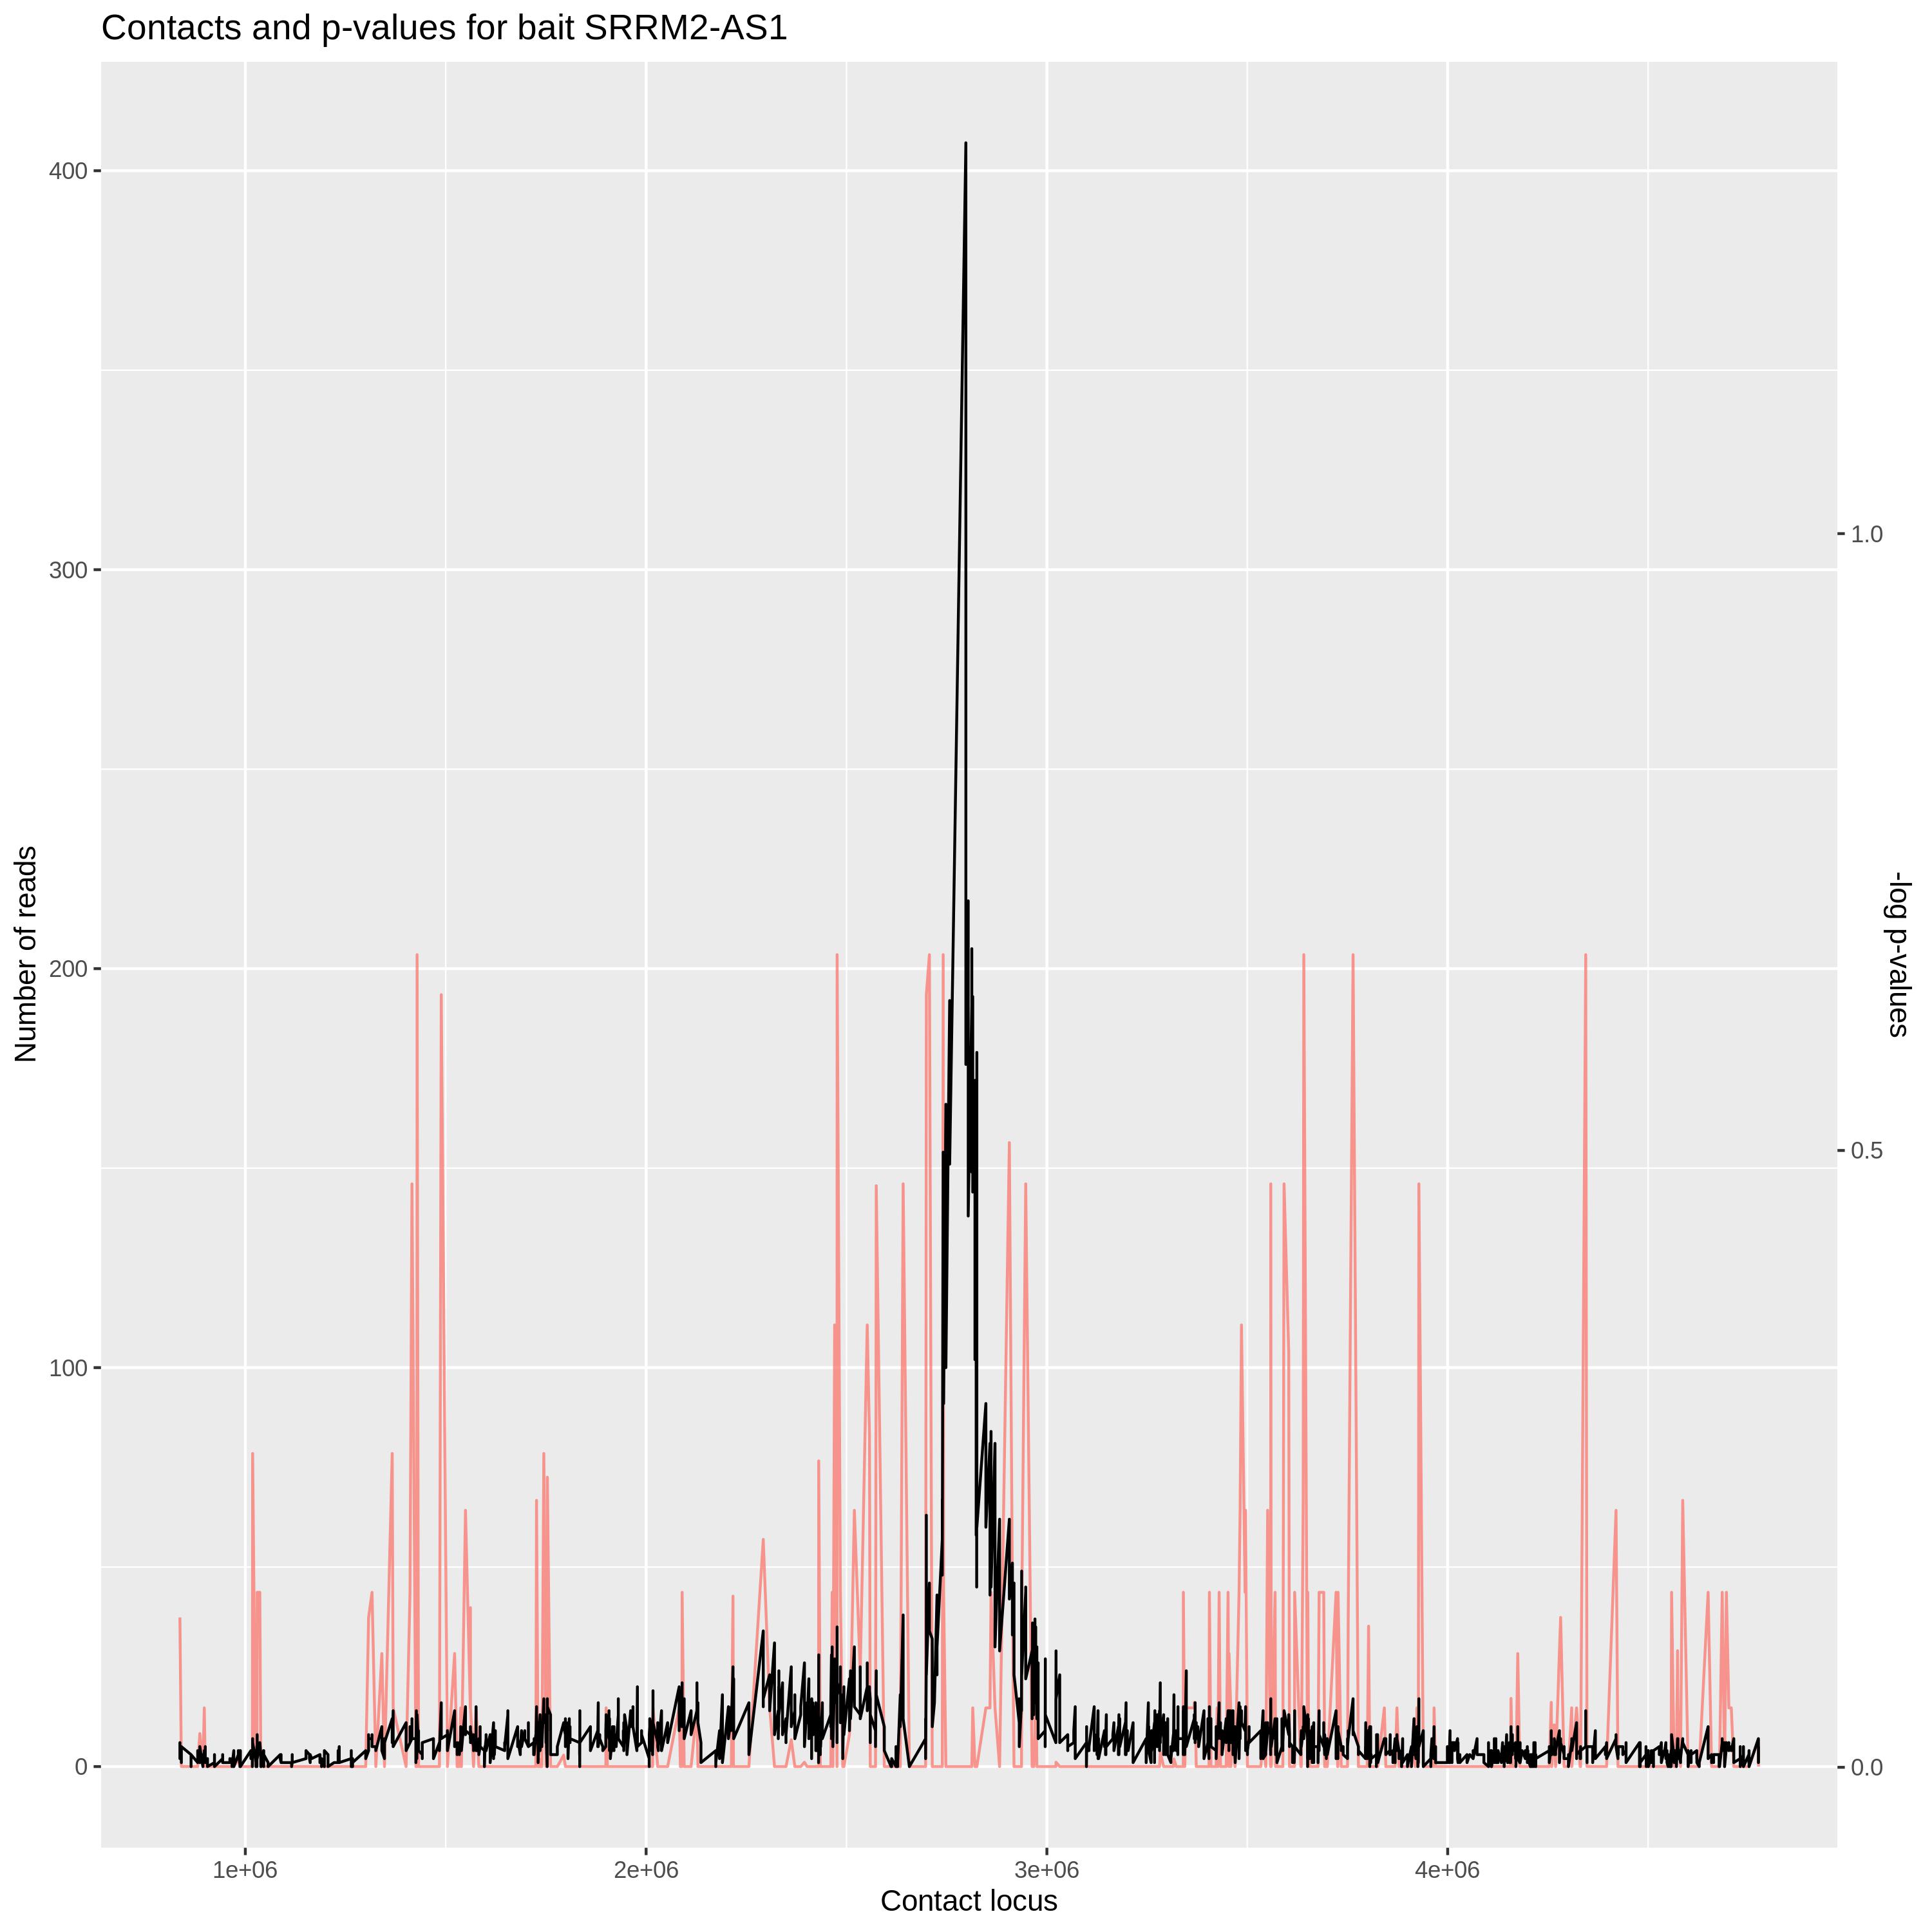 Contacts and p-values for bait SRRM2-AS1
400
300
200
100
0
Number of reads
1.0
0.5
0.0
-log p-values
1e+06
2e+06
3e+06
4e+06
Contact locus